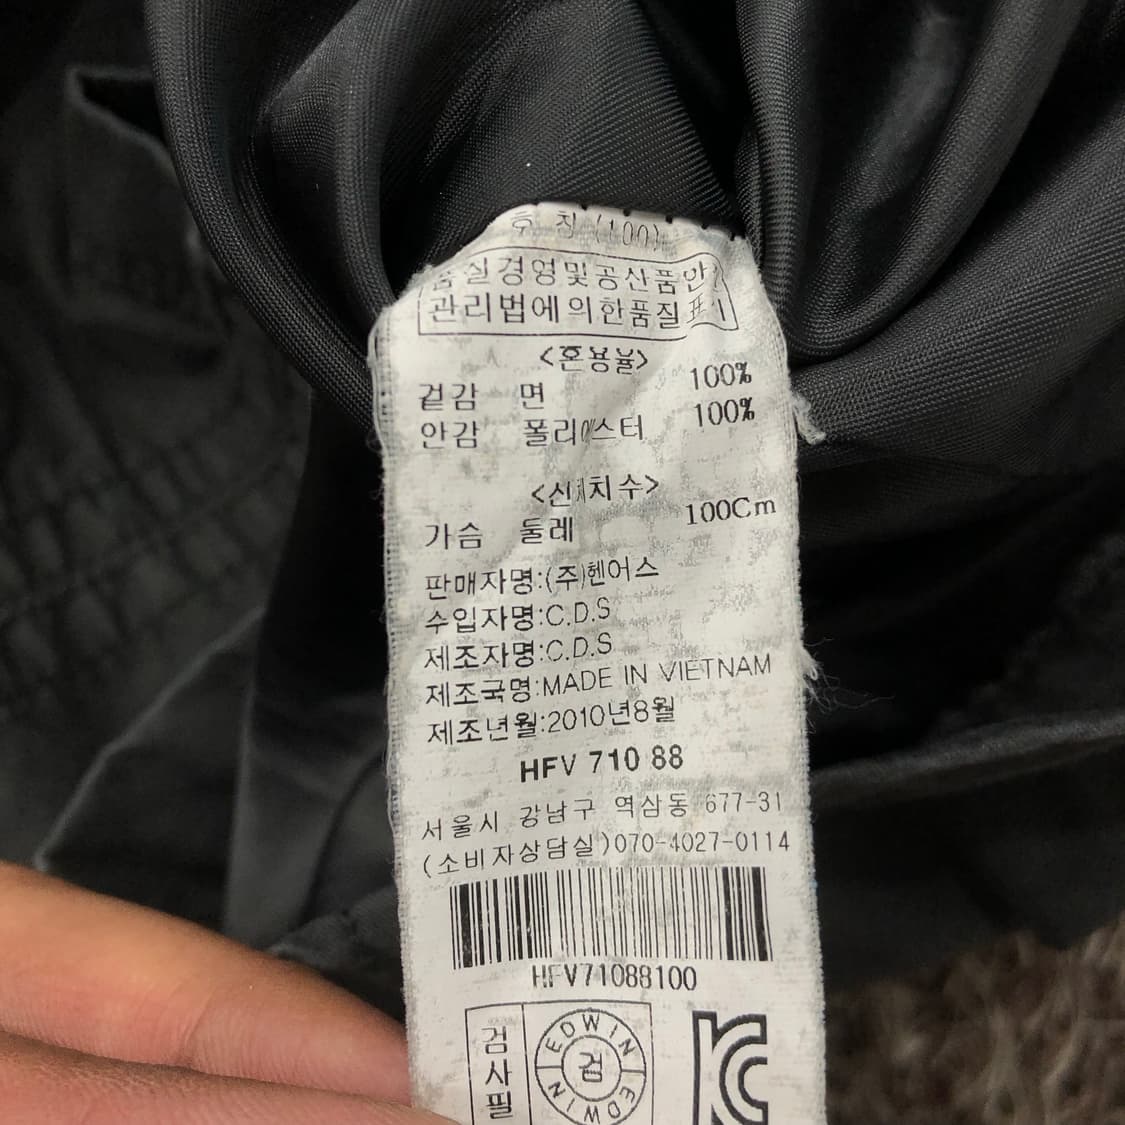 호 칭 (100)
품질경영및공산품안
관리법에의한품질표시
<혼용율>
겉감 면 100%
안감 폴리에스터 100%
<신체치수>
가슴 둘레 100Cm
판매자명:(주)헨어스
수입자명:C.D.S
제조자명:C.D.S
제조국명:MADE IN VIETNAM
제조년월:2010년8월
HFV 710 88
서울시 강남구 역삼동 677-31
(소비자상담실)070-4027-0114
HFV71088100
검사필
EDWIN
검
EDWIN
KC